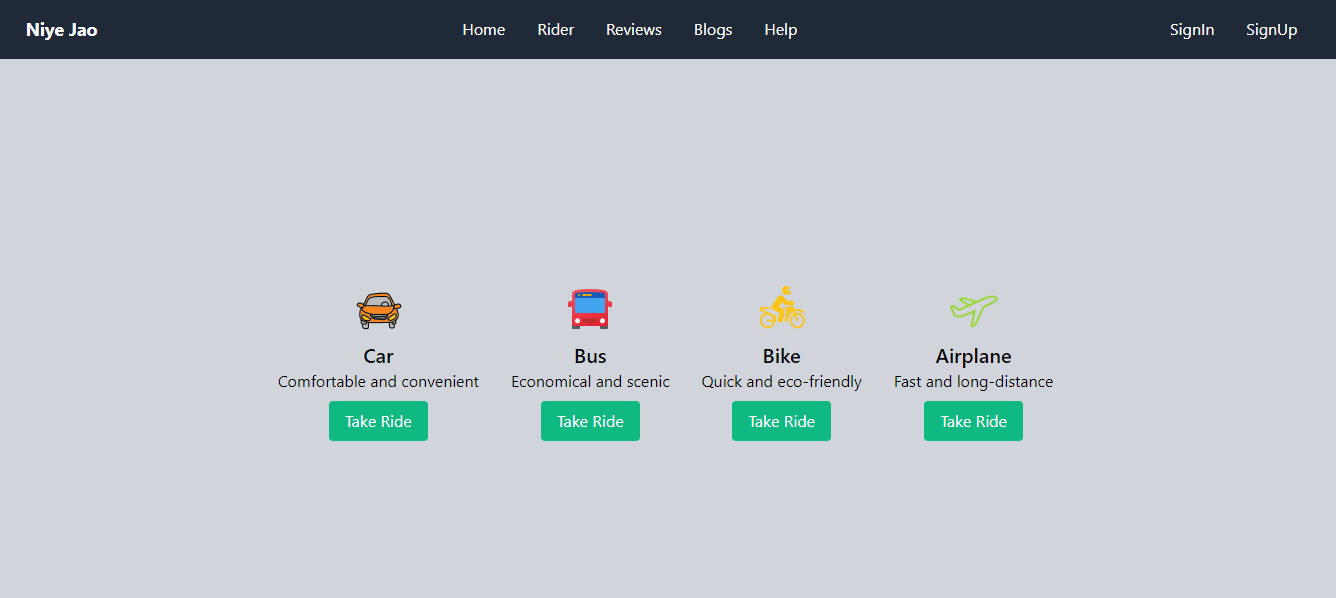 Niye Jao
Home Rider Reviews Blogs Help
SignIn SignUp
Car
Comfortable and convenient
Take Ride
Bus
Economical and scenic
Take Ride
Bike
Quick and eco-friendly
Take Ride
Airplane
Fast and long-distance
Take Ride